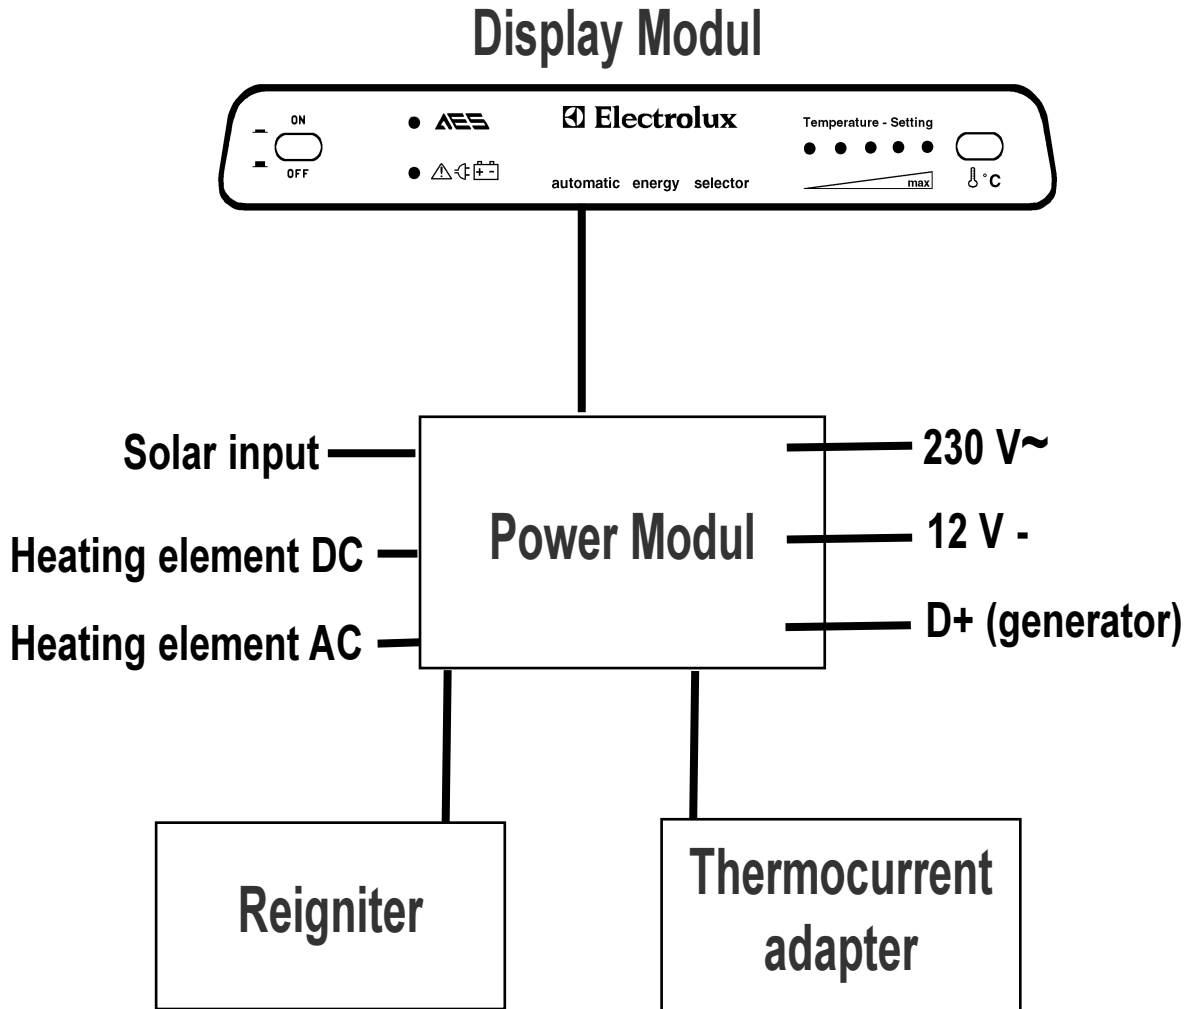 Display Modul
ON
OFF
AES
Electrolux
automatic energy selector
Temperature - Setting
max
°C
Solar input
Heating element DC
Heating element AC
Power Modul
230 V~
12 V -
D+ (generator)
Reigniter
Thermocurrent
adapter